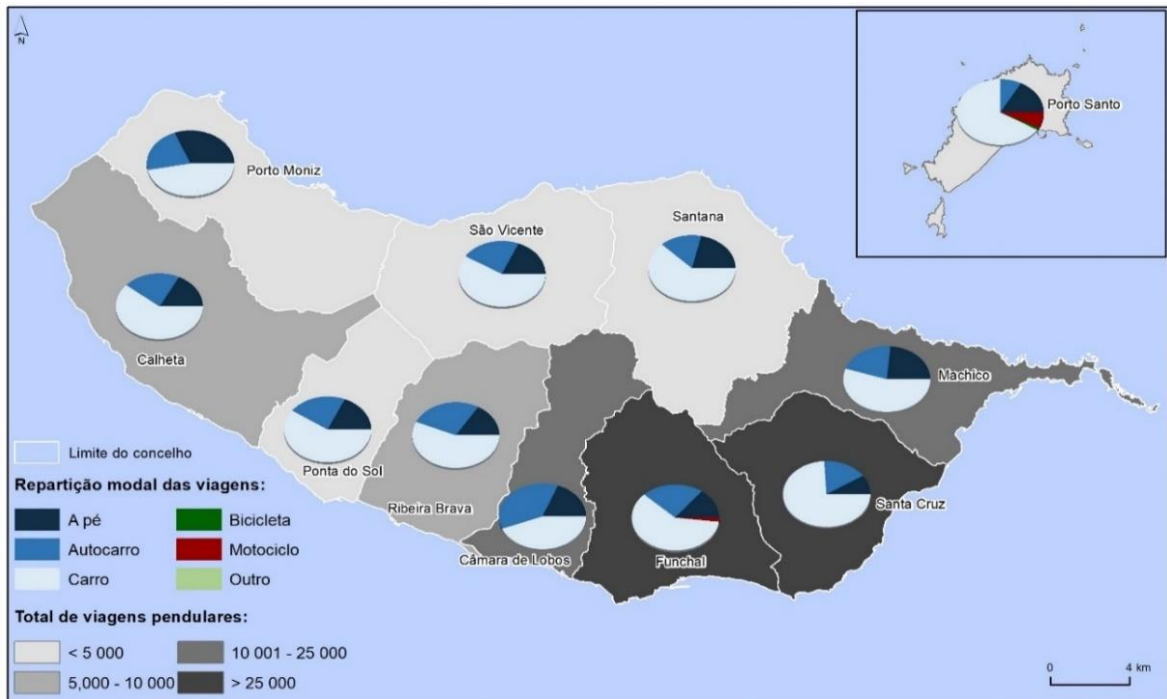 N
Porto Santo
Porto Moniz
Santana
São Vicente
Calheta
Machico
Ponta do Sol
Ribeira Brava
Santa Cruz
Câmara de Lobos
Funchal
Limite do concelho
Repartição modal das viagens:
A pé
Bicicleta
Autocarro
Motociclo
Carro
Outro
Total de viagens pendulares:
< 5 000
10 001 - 25 000
5,000 - 10 000
> 25 000
0 4 km